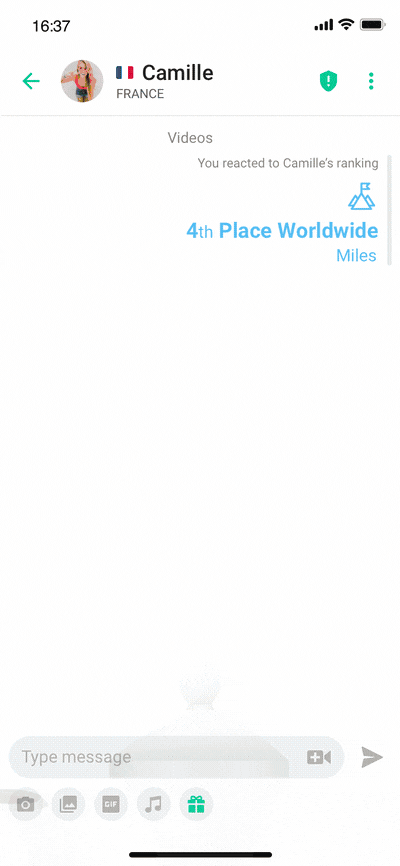 16:37
Camille
FRANCE
Videos
You reacted to Camille's ranking
4th Place Worldwide
Miles
Type message
GIF